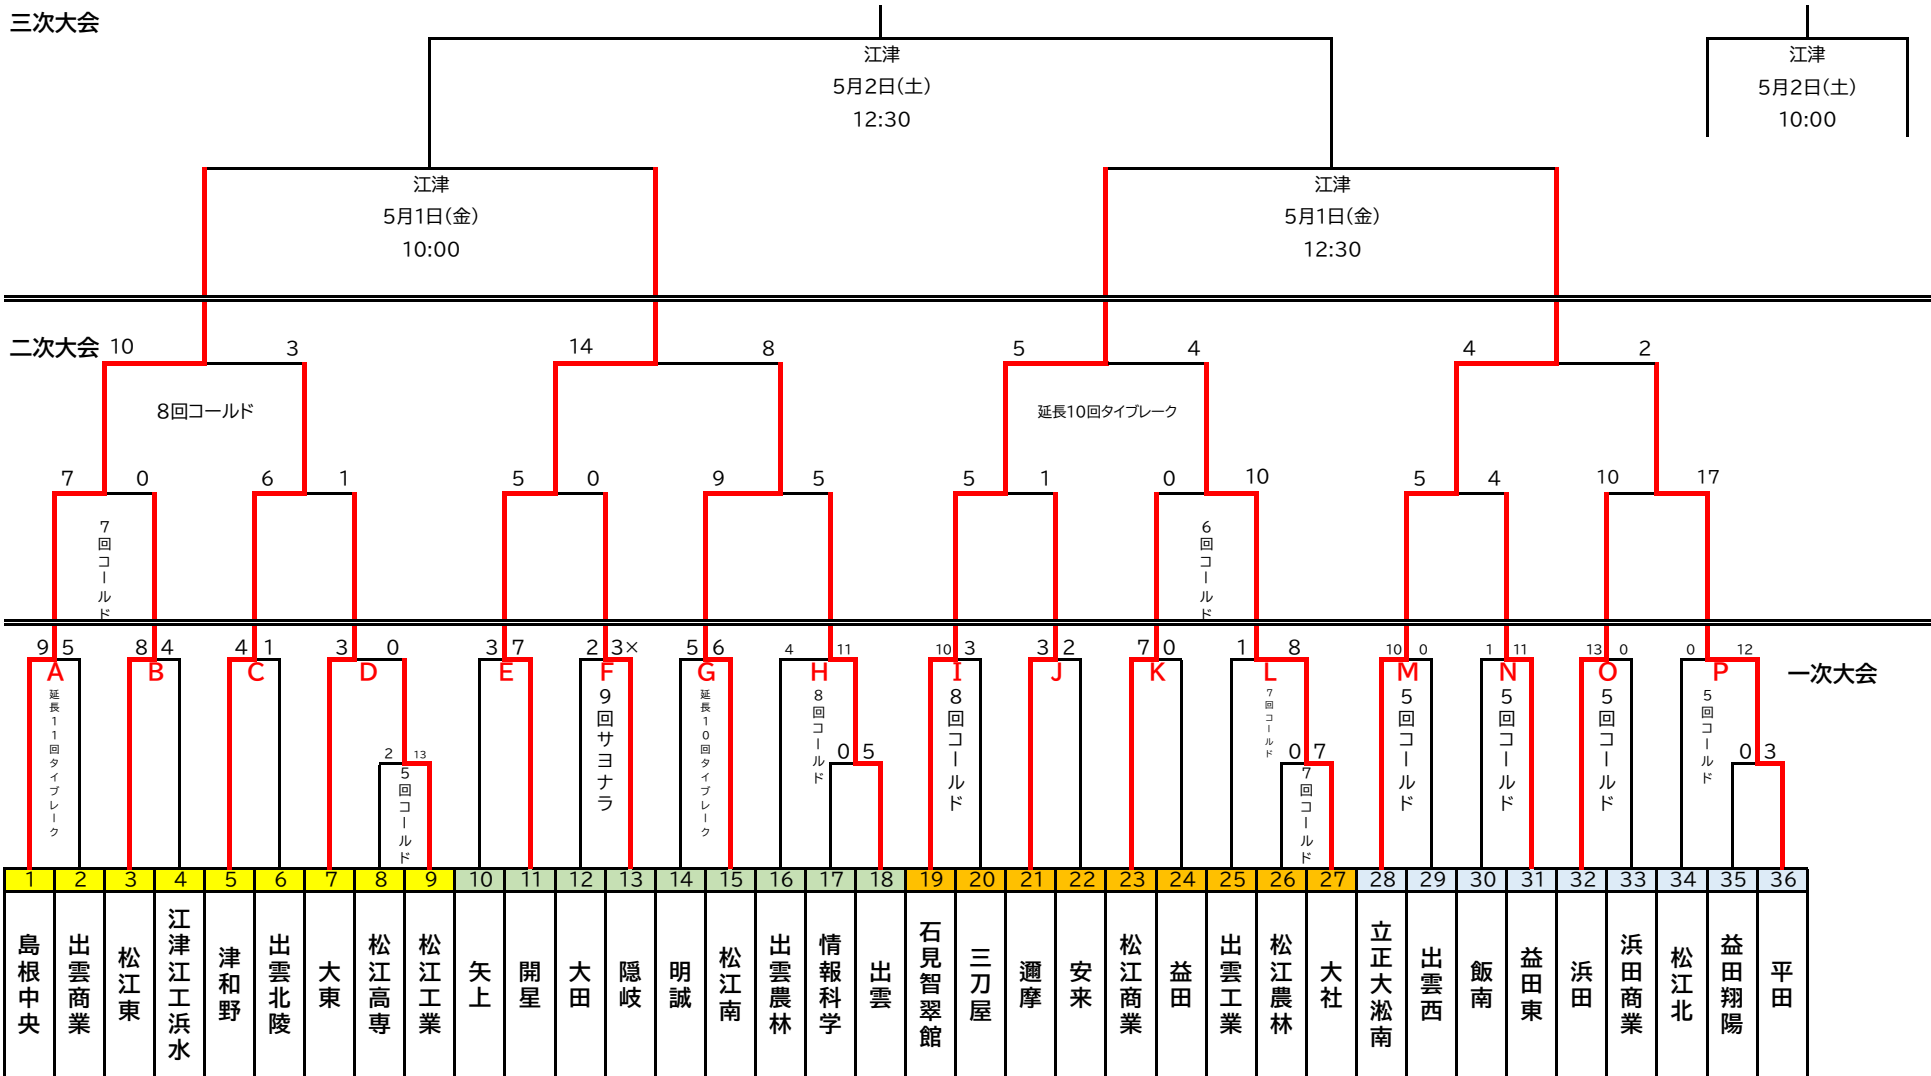 三次大会
江津
5月2日(土)
12:30
江津
5月2日(土)
10:00
江津
5月1日(金)
10:00
江津
5月1日(金)
12:30
二次大会
10 3 14 8 5 4 4 2
8回コールド
延長10回タイブレーク
7 0 6 1 5 0 9 5 5 1 0 10 5 4 10 17
7回コールド
6回コールド
9 5 8 4 4 1 3 0 3 7 2 3× 5 6 4 11 10 3 3 2 7 0 1 8 10 0 1 11 13 0 0 12
A B C D E F G H I J K L M N O P
一次大会
延長11回タイブレーク
9回サヨナラ
延長10回タイブレーク
8回コールド
8回コールド
7回コールド
5回コールド
5回コールド
5回コールド
5回コールド
2 13 0 5 0 7 0 3
5回コールド
7回コールド
1 2 3 4 5 6 7 8 9 10 11 12 13 14 15 16 17 18 19 20 21 22 23 24 25 26 27 28 29 30 31 32 33 34 35 36
島根中央
出雲商業
松江東
江津江工浜水
津和野
出雲北陵
大東
松江高専
松江工業
矢上
開星
大田
隠岐
明誠
松江南
出雲農林
情報科学
出雲
石見智翠館
三刀屋
邇摩
安来
松江商業
益田
出雲工業
松江農林
大社
立正大淞南
出雲西
飯南
益田東
浜田
浜田商業
松江北
益田翔陽
平田